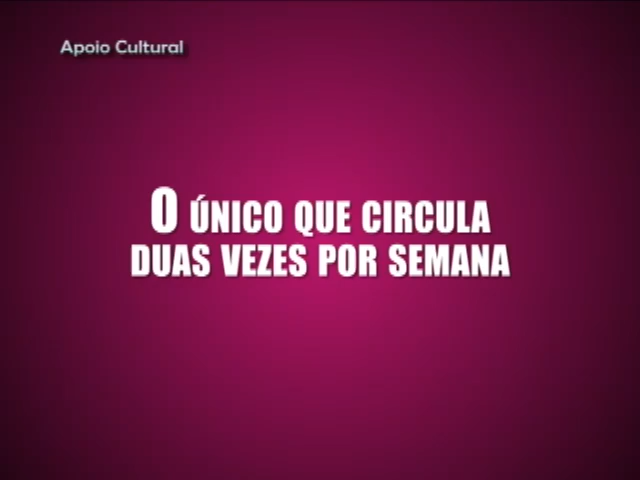 Apoio Cultural
O ÚNICO QUE CIRCULA
DUAS VEZES POR SEMANA